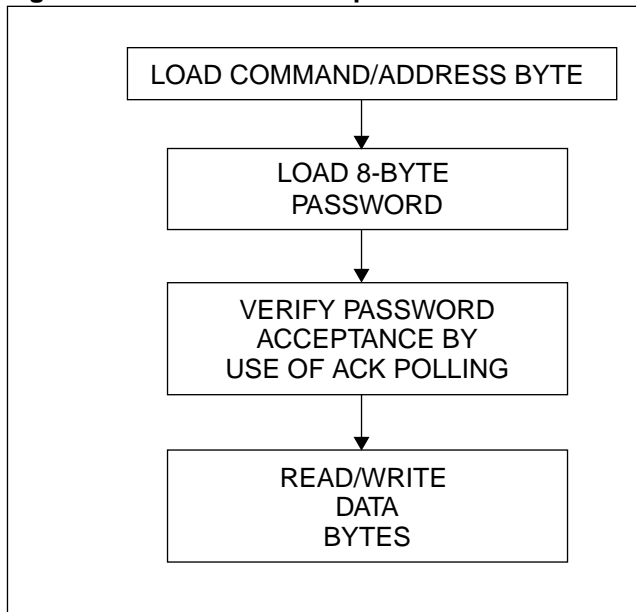 LOAD COMMAND/ADDRESS BYTE
LOAD 8-BYTE
PASSWORD
VERIFY PASSWORD
ACCEPTANCE BY
USE OF ACK POLLING
READ/WRITE
DATA
BYTES